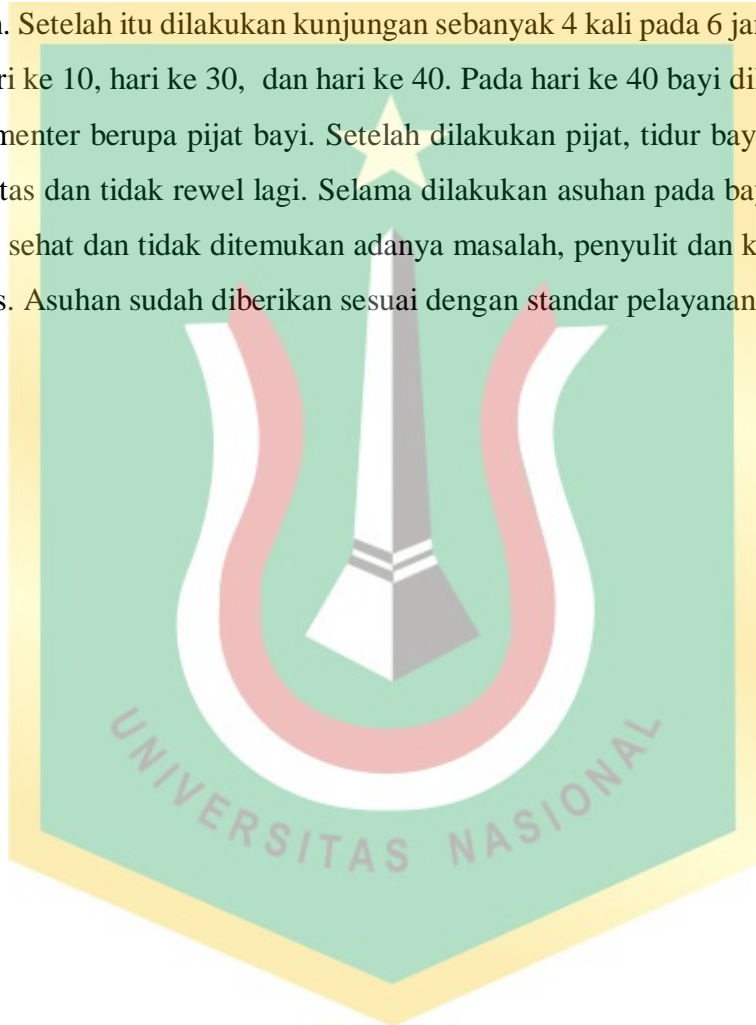 . Setelah itu dilakukan kunjungan sebanyak 4 kali pada 6
ke 10, hari ke 30, dan hari ke 40. Pada hari ke 40 bayi
berupa pijat bayi. Setelah dilakukan pijat, tidur
dan tidak rewel lagi. Selama dilakukan asuhan pada
sehat dan tidak ditemukan adanya masalah, penyulit dan
. Asuhan sudah diberikan sesuai dengan standar pelayanan
UNIVERSITAS NASIONAL